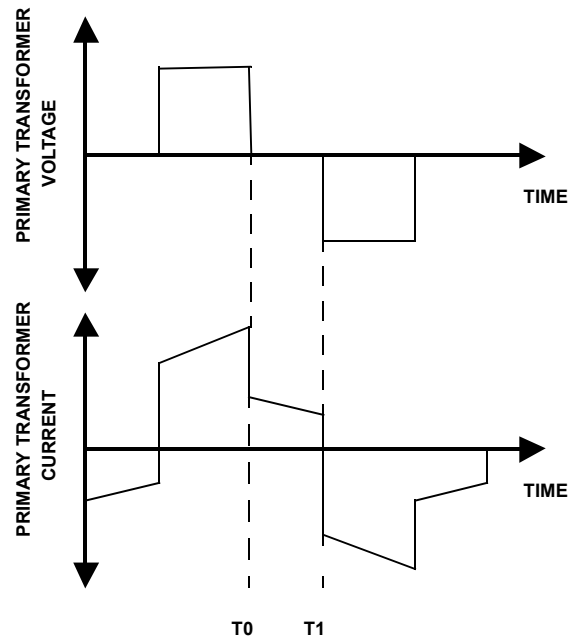 PRIMARY TRANSFORMER
VOLTAGE
TIME
PRIMARY TRANSFORMER
CURRENT
TIME
T0 T1